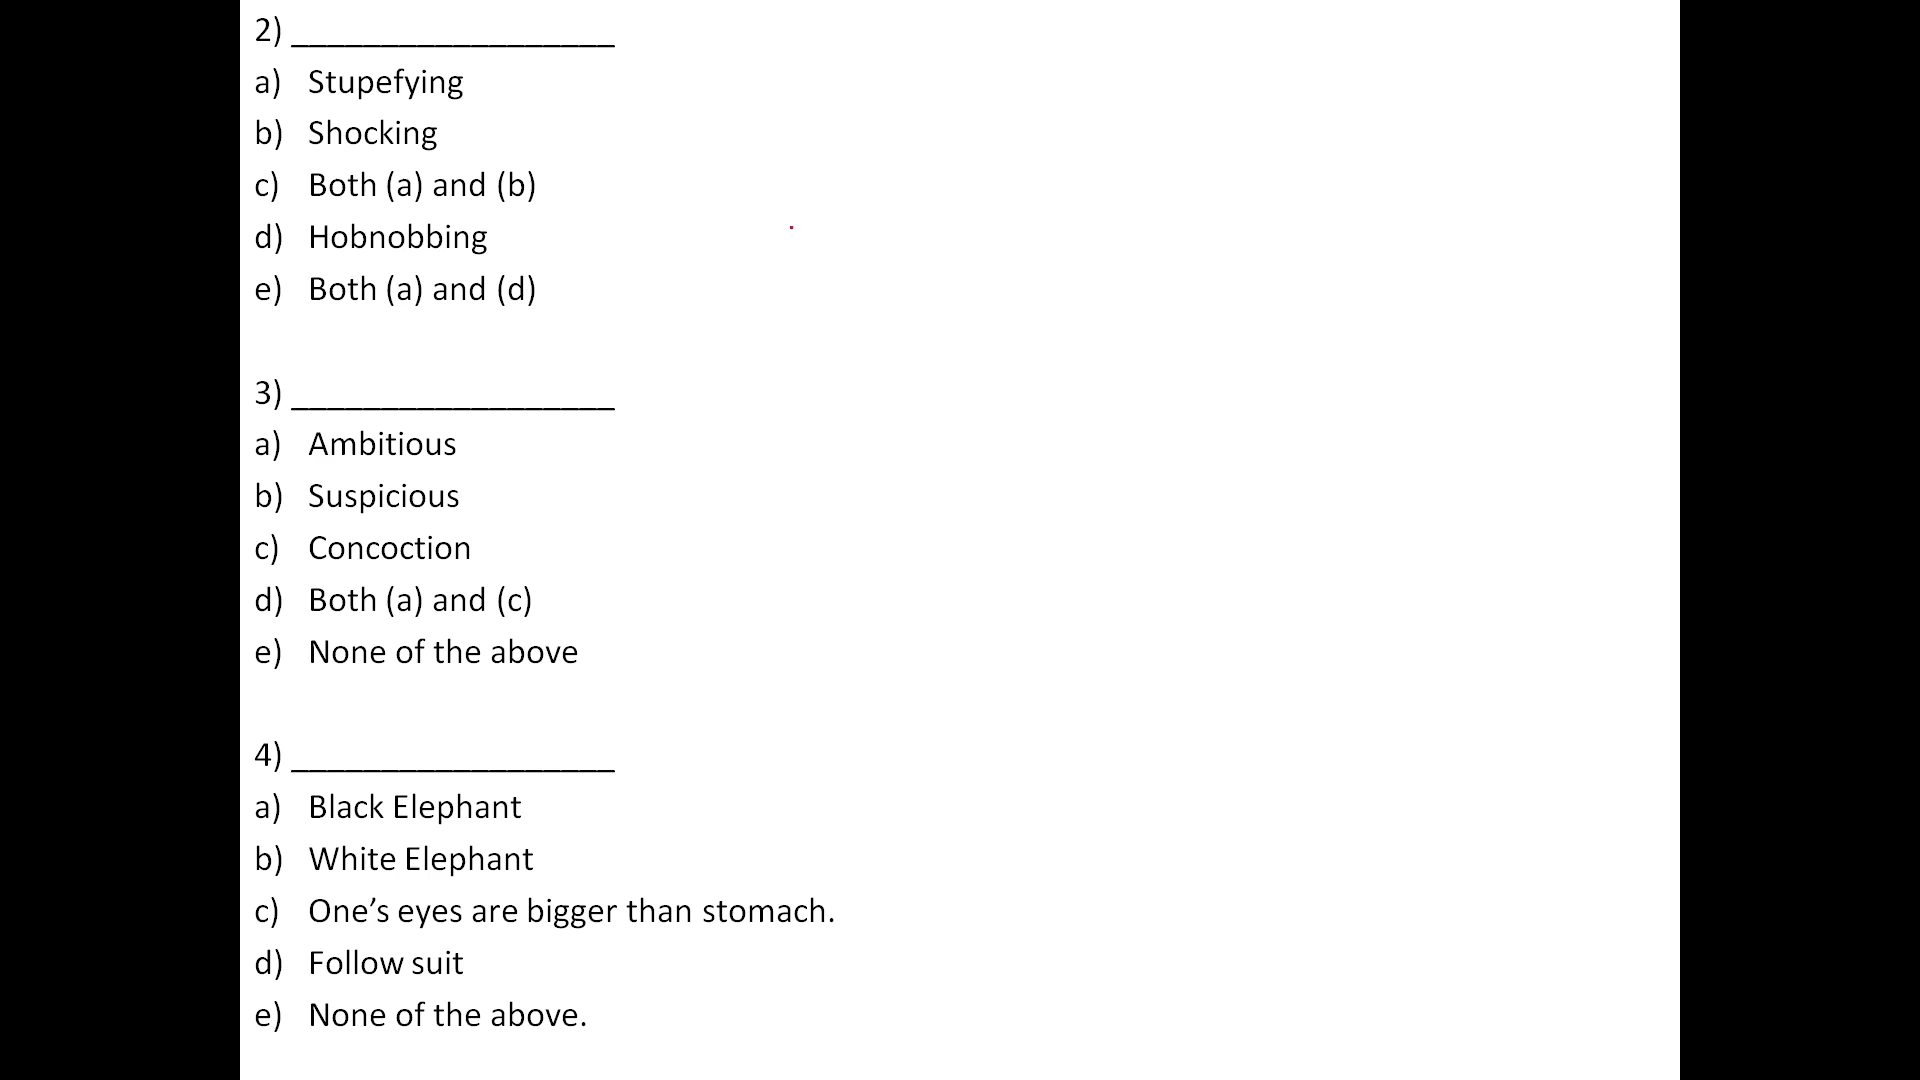 2) __________________
a) Stupefying
b) Shocking
c) Both (a) and (b)
d) Hobnobbing
e) Both (a) and (d)
3) __________________
a) Ambitious
b) Suspicious
c) Concoction
d) Both (a) and (c)
e) None of the above
4) __________________
a) Black Elephant
b) White Elephant
c) One’s eyes are bigger than stomach.
d) Follow suit
e) None of the above.